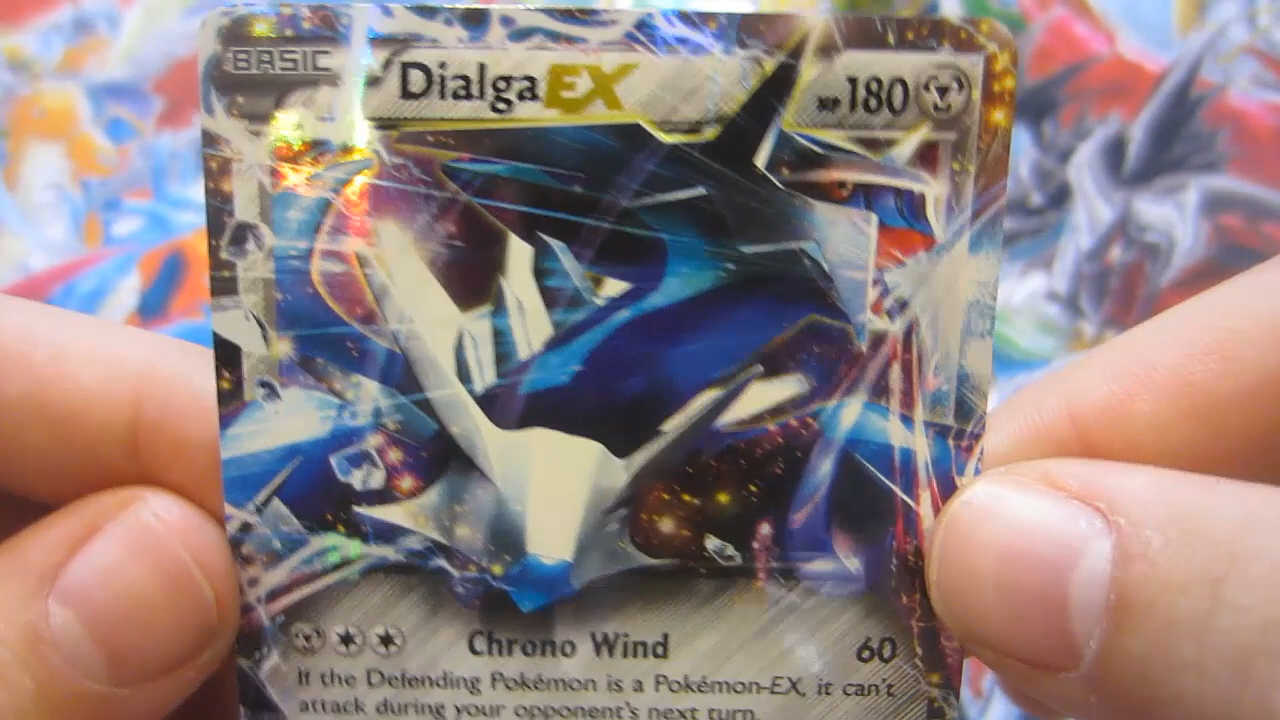 BASIC
Dialga EX
HP 180
Chrono Wind 60
If the Defending Pokémon is a Pokémon-EX, it can't
attack during your opponent's next turn.